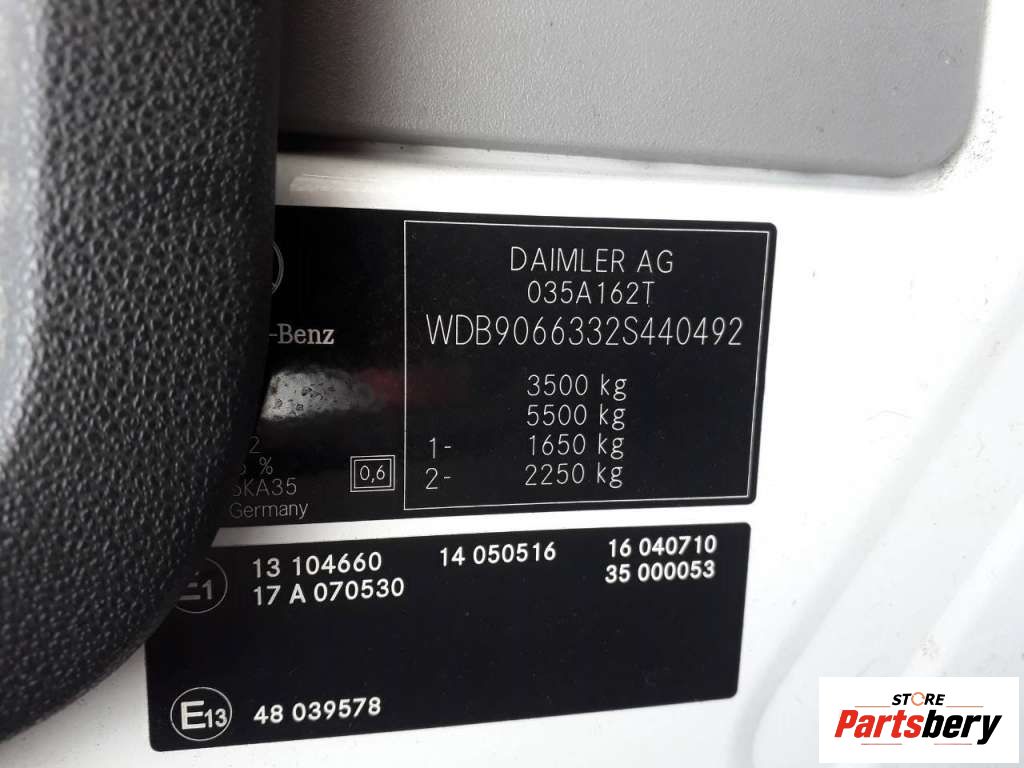 DAIMLER AG
035A162T
WDB9066332S440492
-Benz
3500 kg
5500 kg
1- 1650 kg
2- 2250 kg
2
%
0,6
SKA35
Germany
E1
13 104660 14 050516 16 040710
17 A 070530 35 000053
E13 48 039578
STORE
Partsbery